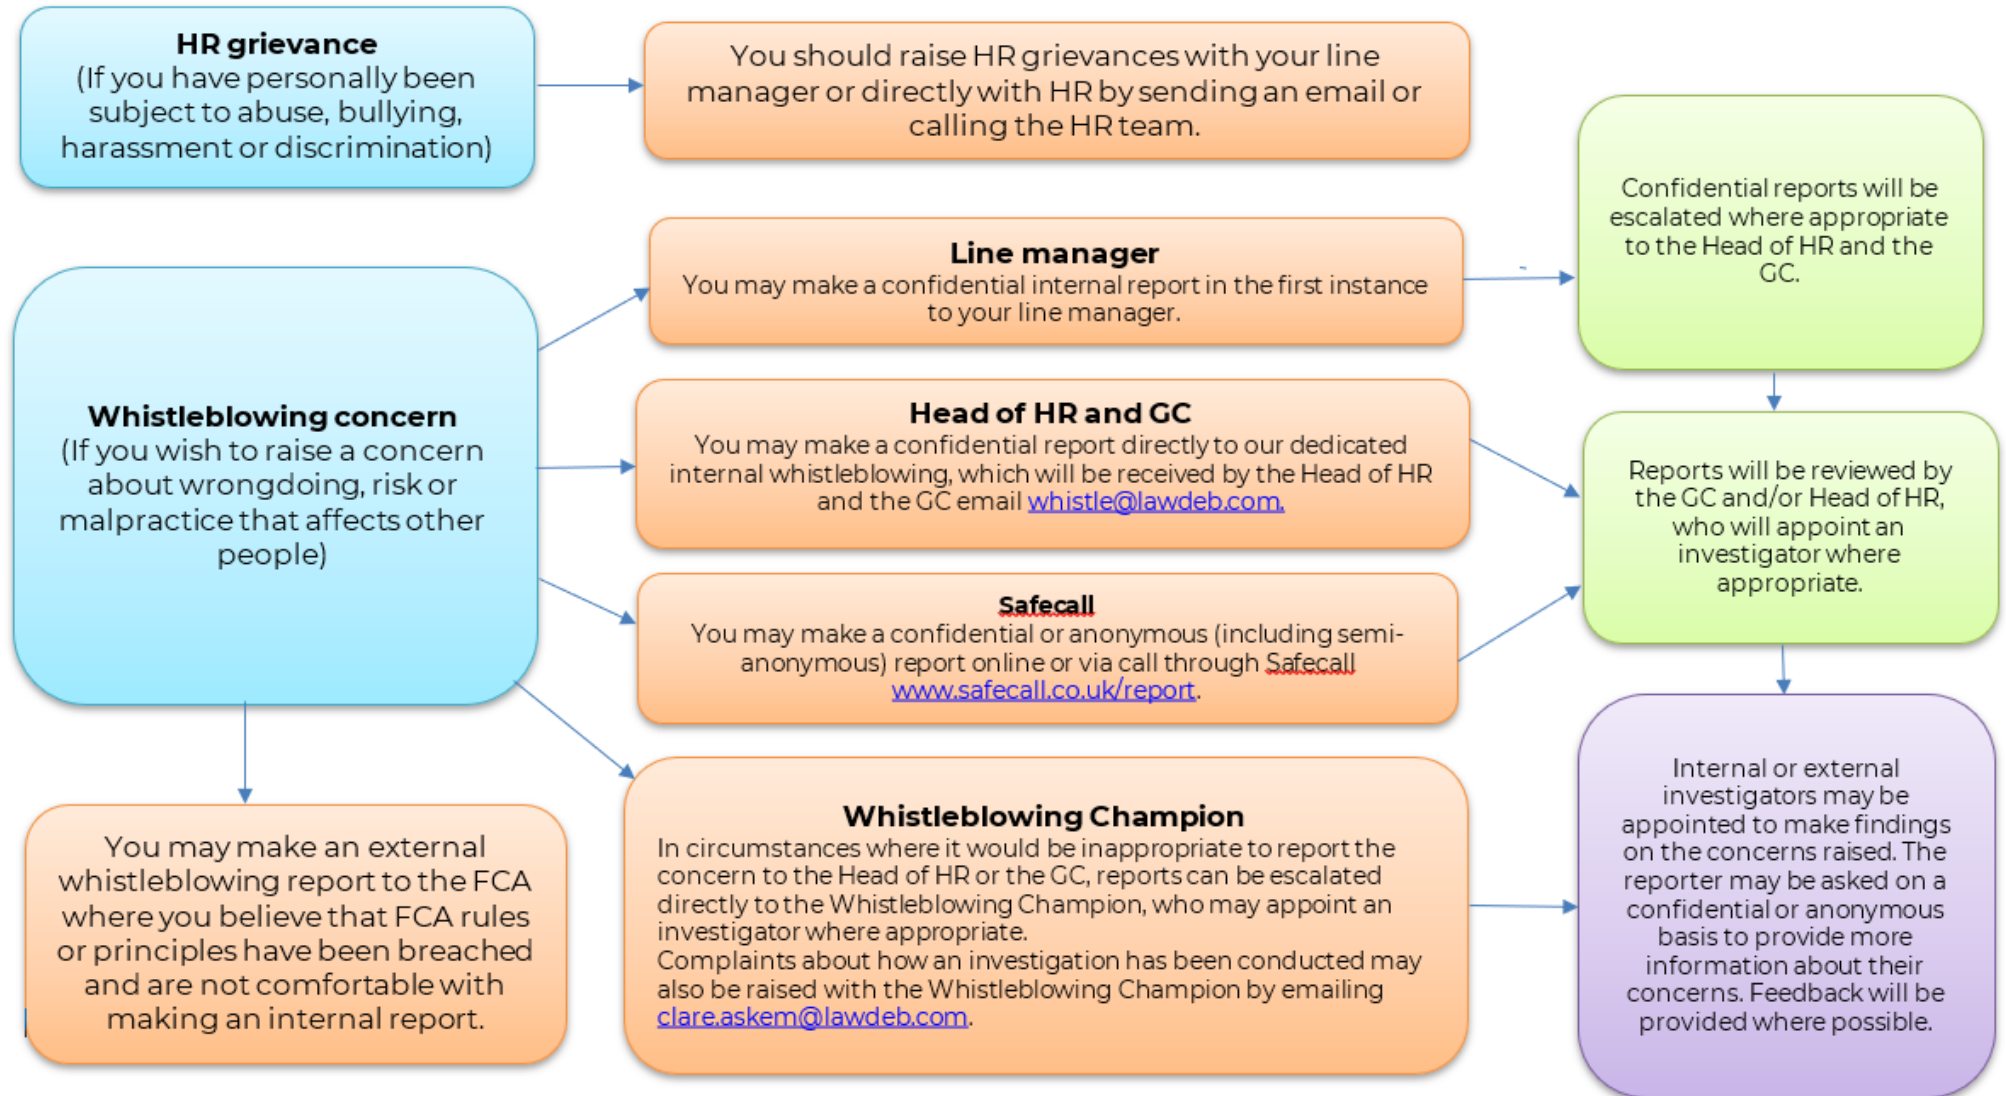 HR grievance
(If you have personally been
subject to abuse, bullying,
harassment or discrimination)
You should raise HR grievances with your line
manager or directly with HR by sending an email or
calling the HR team.
Whistleblowing concern
(If you wish to raise a concern
about wrongdoing, risk or
malpractice that affects other
people)
Line manager
You may make a confidential internal report in the first instance
to your line manager.
Head of HR and GC
You may make a confidential report directly to our dedicated
internal whistleblowing, which will be received by the Head of HR
and the GC email whistle@lawdeb.com.
Safecall
You may make a confidential or anonymous (including semi-
anonymous) report online or via call through Safecall
www.safecall.co.uk/report.
Whistleblowing Champion
In circumstances where it would be inappropriate to report the
concern to the Head of HR or the GC, reports can be escalated
directly to the Whistleblowing Champion, who may appoint an
investigator where appropriate.
Complaints about how an investigation has been conducted may
also be raised with the Whistleblowing Champion by emailing
clare.askem@lawdeb.com.
You may make an external
whistleblowing report to the FCA
where you believe that FCA rules
or principles have been breached
and are not comfortable with
making an internal report.
Confidential reports will be
escalated where appropriate
to the Head of HR and the
GC.
Reports will be reviewed by
the GC and/or Head of HR,
who will appoint an
investigator where
appropriate.
Internal or external
investigators may be
appointed to make findings
on the concerns raised. The
reporter may be asked on a
confidential or anonymous
basis to provide more
information about their
concerns. Feedback will be
provided where possible.